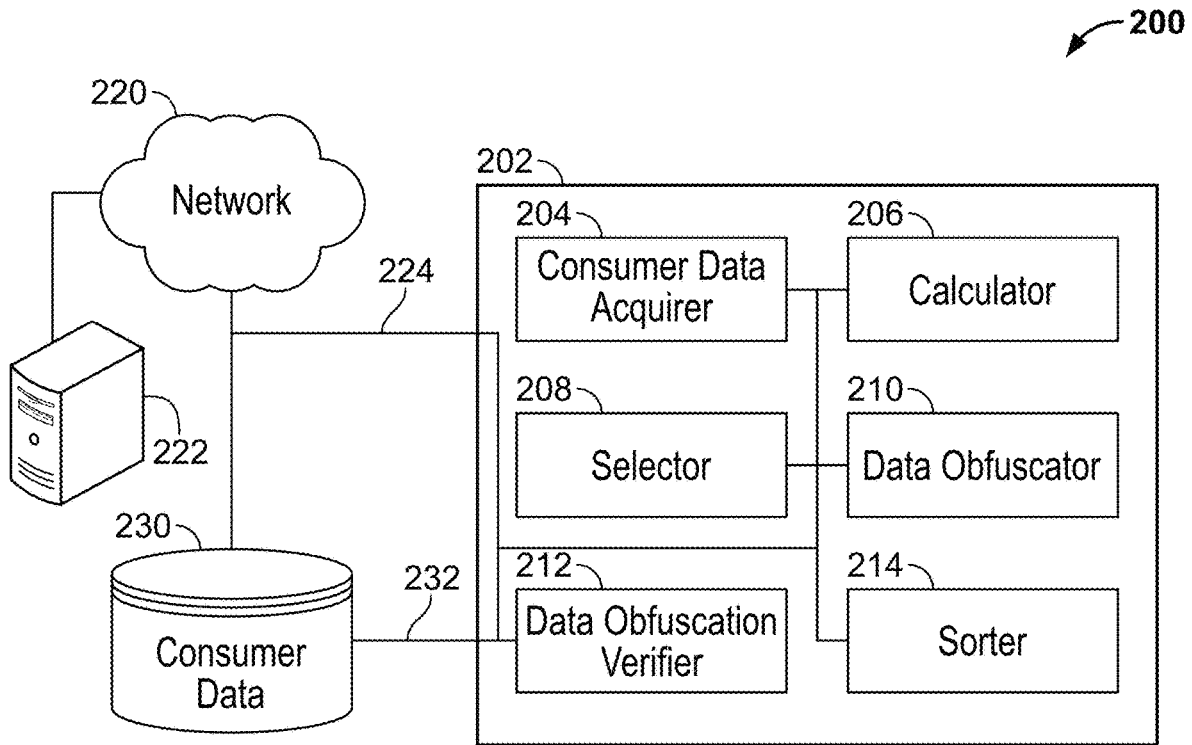 200
220
Network
222
224
230
Consumer
Data
232
202
204
Consumer Data
Acquirer
206
Calculator
208
Selector
210
Data Obfuscator
212
Data Obfuscation
Verifier
214
Sorter